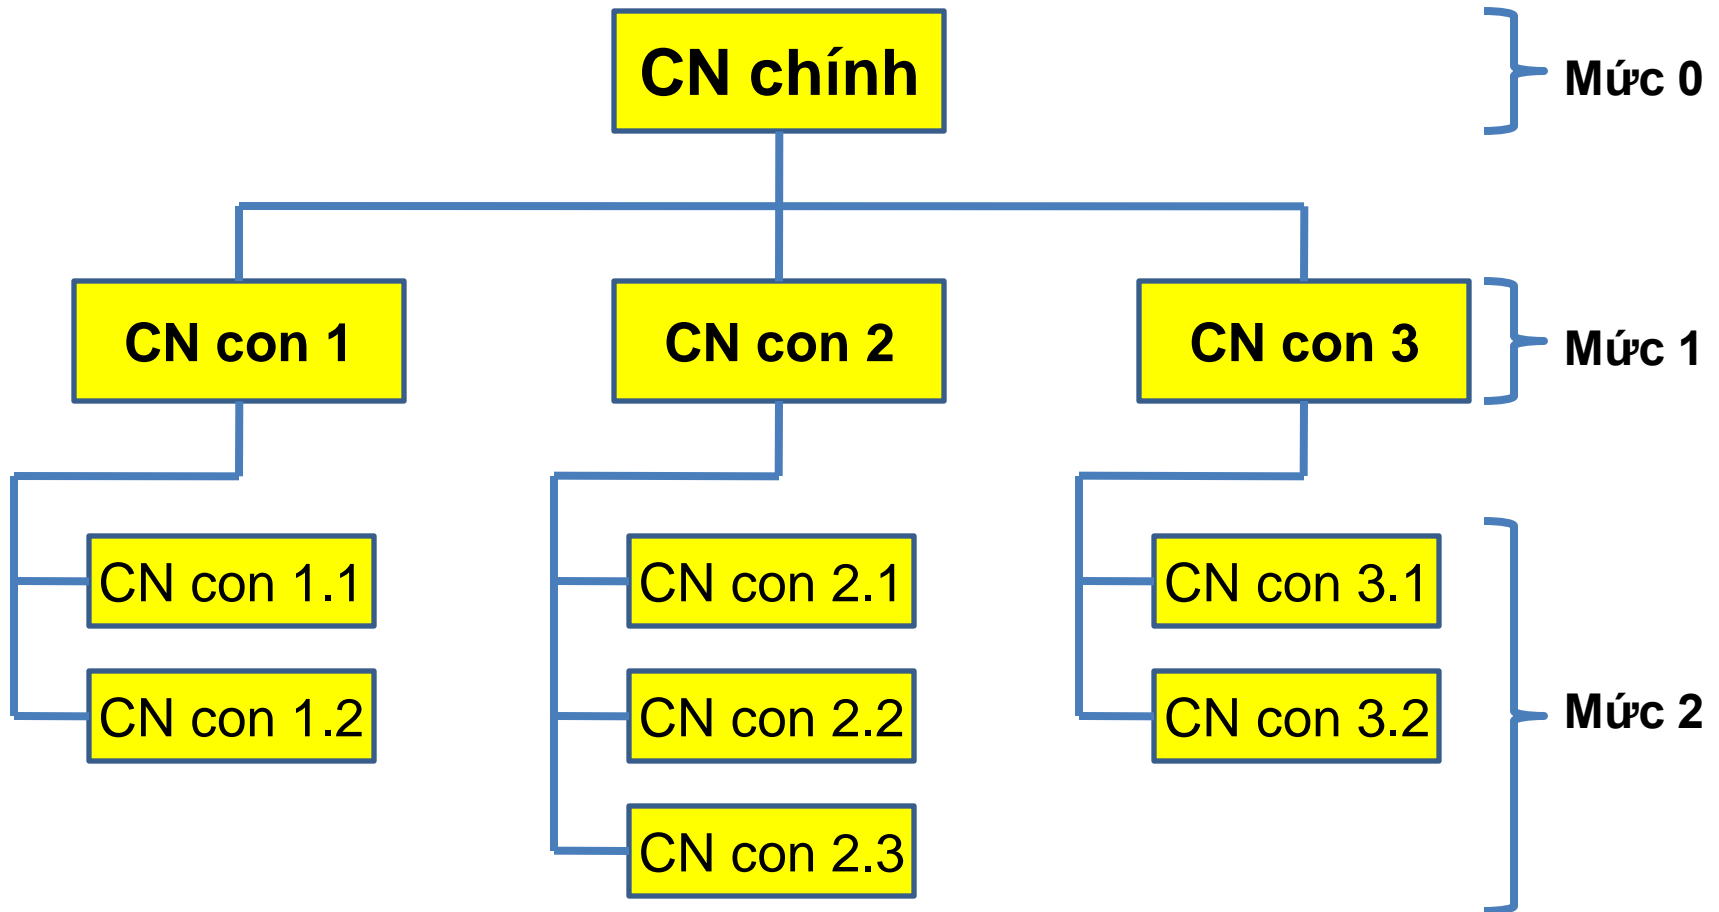 CN chính
Mức 0
CN con 1
CN con 2
CN con 3
Mức 1
CN con 1.1
CN con 2.1
CN con 3.1
CN con 1.2
CN con 2.2
CN con 3.2
Mức 2
CN con 2.3